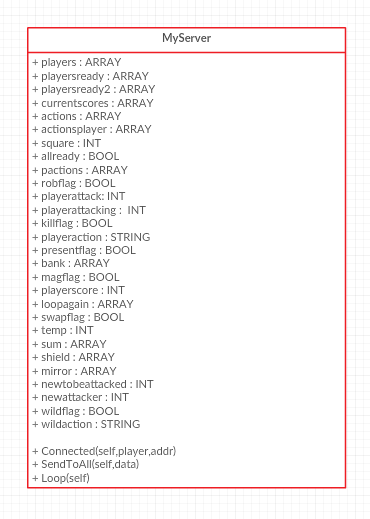 MyServer
+ players : ARRAY
+ playersready : ARRAY
+ playersready2 : ARRAY
+ currentscores : ARRAY
+ actions : ARRAY
+ actionsplayer : ARRAY
+ square : INT
+ allready : BOOL
+ pactions : ARRAY
+ robflag : BOOL
+ playerattack: INT
+ playerattacking :  INT
+ killflag : BOOL
+ playeraction : STRING
+ presentflag : BOOL
+ bank : ARRAY
+ magflag : BOOL
+ playerscore : INT
+ loopagain : ARRAY
+ swapflag : BOOL
+ temp : INT
+ sum : ARRAY
+ shield : ARRAY
+ mirror : ARRAY
+ newtobeattacked : INT
+ newattacker : INT
+ wildflag : BOOL
+ wildaction : STRING
+ Connected(self,player,addr)
+ SendToAll(self,data)
+ Loop(self)